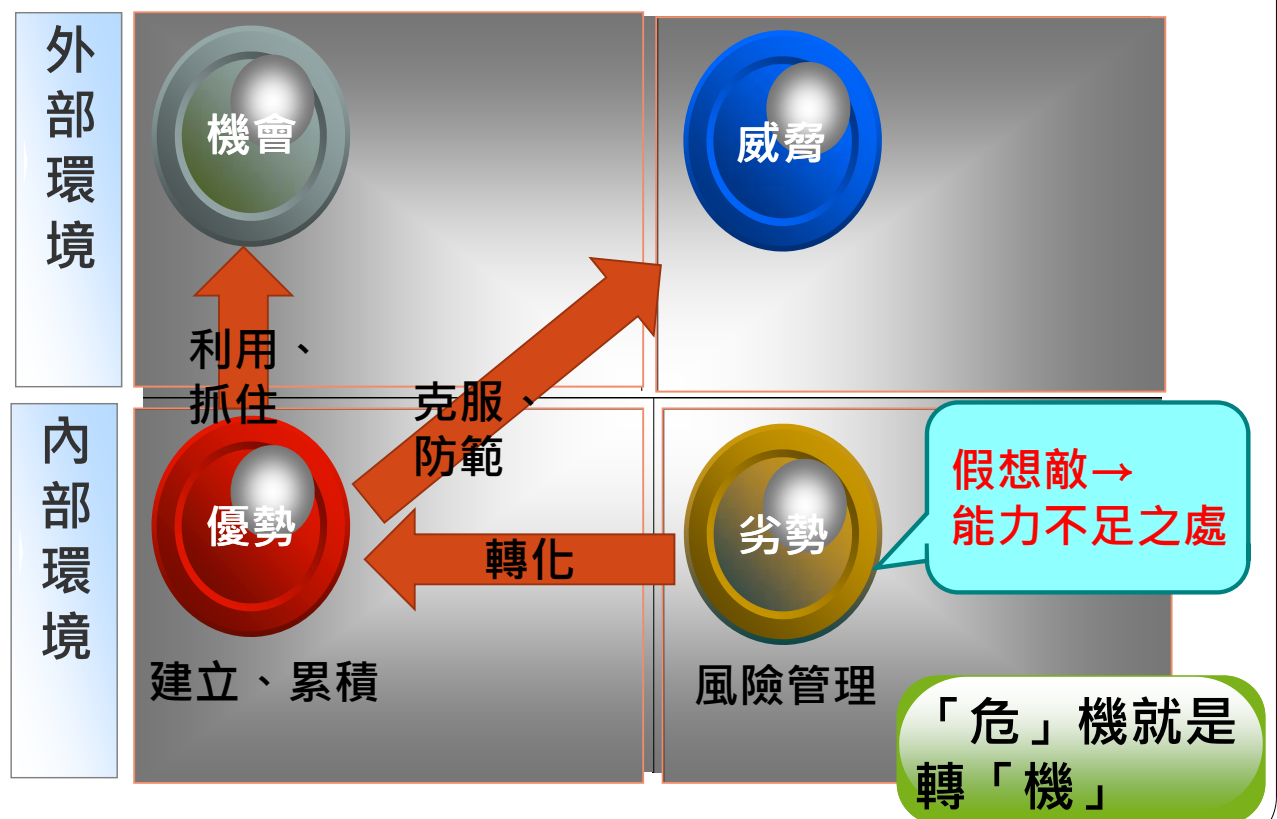 外部環境
機會
威脅
利用、
抓住
克服、
防範
內部環境
優勢
轉化
劣勢
假想敵→
能力不足之處
建立、累積
風險管理
「危」機就是
轉「機」